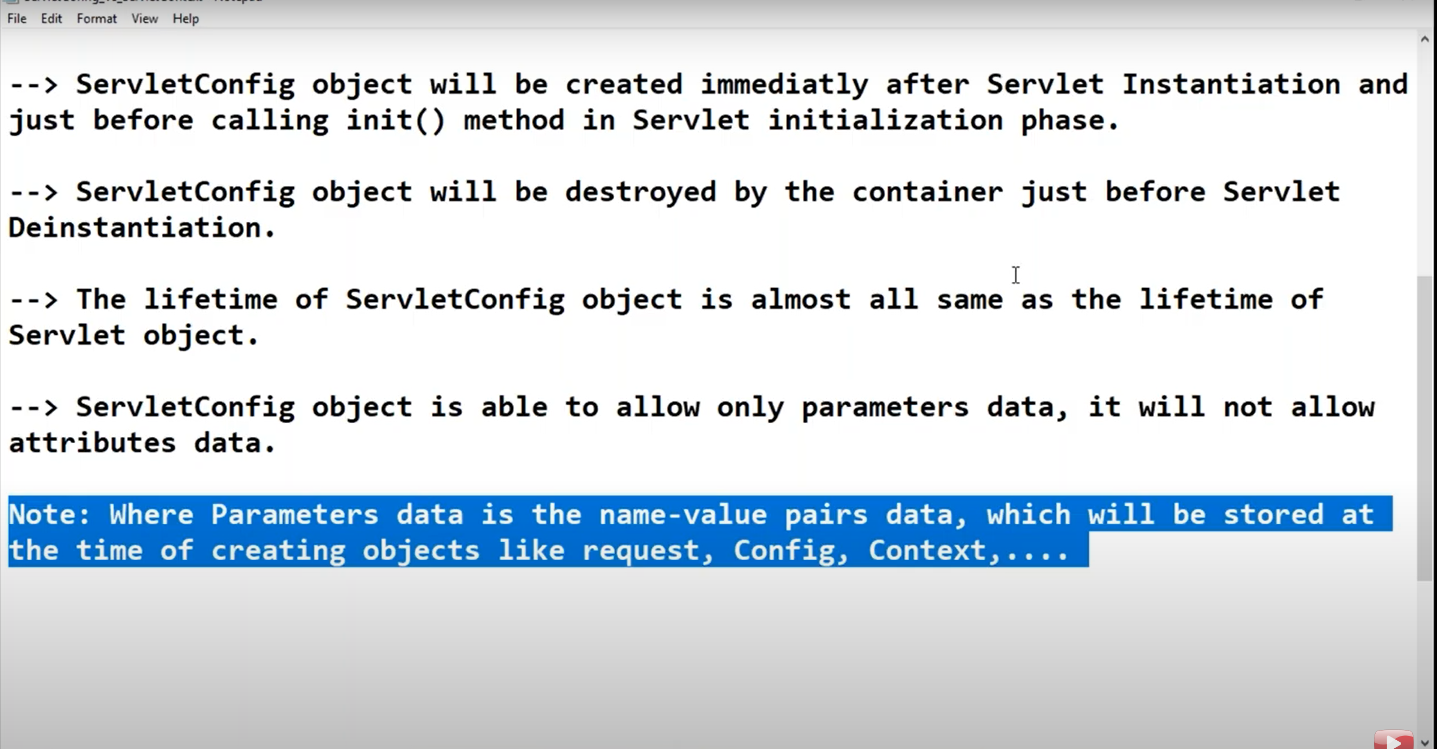 File Edit Format View Help
--> ServletConfig object will be created immediatly after Servlet Instantiation and
just before calling init() method in Servlet initialization phase.
--> ServletConfig object will be destroyed by the container just before Servlet
Deinstantiation.
--> The lifetime of ServletConfig object is almost all same as the lifetime of
Servlet object.
--> ServletConfig object is able to allow only parameters data, it will not allow
attributes data.
Note: Where Parameters data is the name-value pairs data, which will be stored at
the time of creating objects like request, Config, Context,....